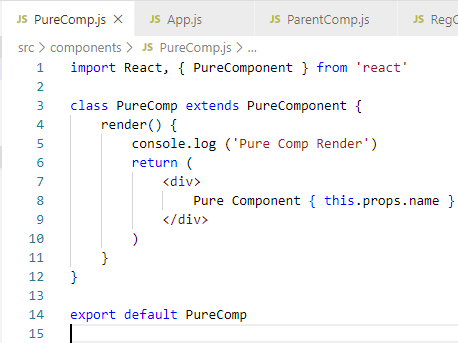 JS PureComp.js × JS App.js JS ParentComp.js JS Reg
src > components > JS PureComp.js > ...
1 import React, { PureComponent } from 'react'
2
3 class PureComp extends PureComponent {
4 render() {
5 console.log ('Pure Comp Render')
6 return (
7 <div>
8 Pure Component { this.props.name }
9 </div>
10 )
11 }
12 }
13
14 export default PureComp
15